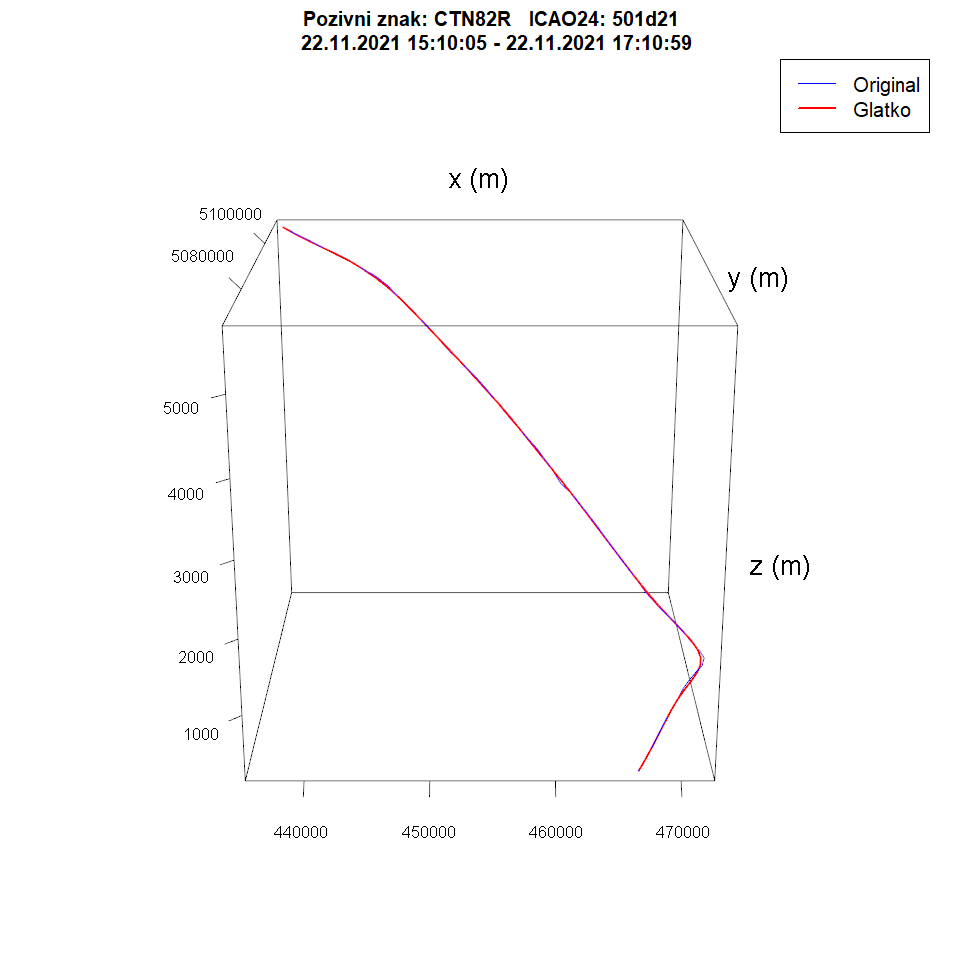 Pozivni znak: CTN82R   ICAO24: 501d21
22.11.2021 15:10:05 - 22.11.2021 17:10:59
Original
Glatko
x (m)
5100000
5080000
y (m)
5000
4000
3000
z (m)
2000
1000
440000
450000
460000
470000